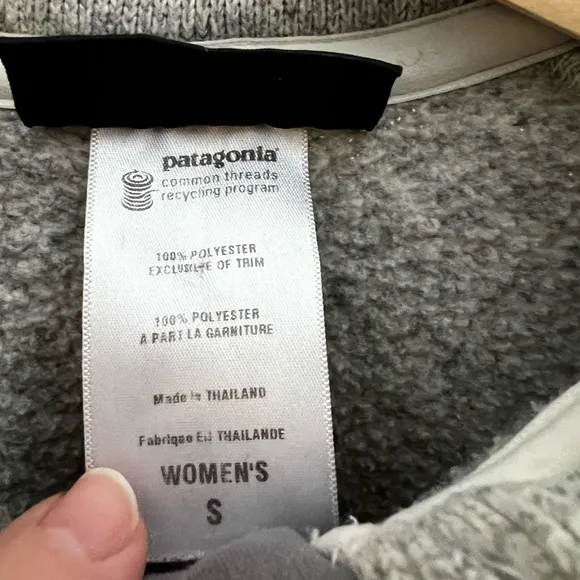 patagonia®
common threads
recycling program
100% POLYESTER
EXCLUSIVE OF TRIM
100% POLYESTER
A PART LA GARNITURE
Made in THAILAND
Fabriqué En THAILANDE
WOMEN'S
S